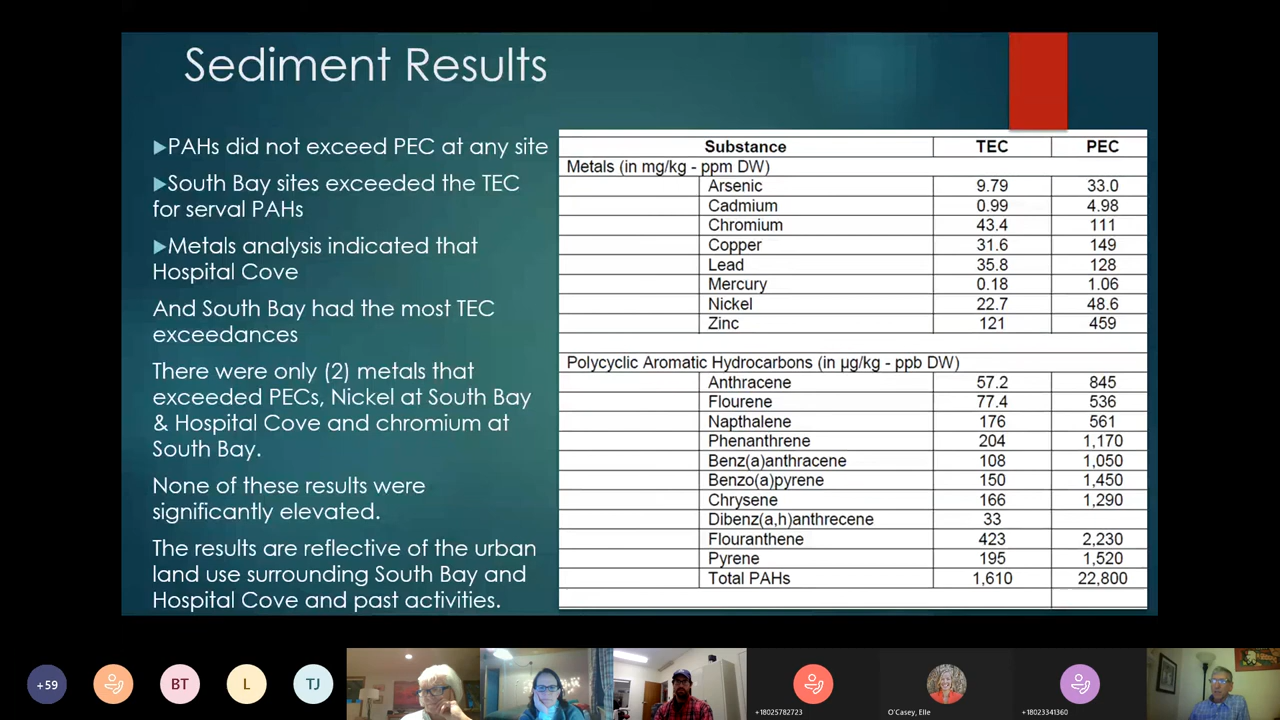 Sediment Results
▶PAHs did not exceed PEC at any site
▶South Bay sites exceeded the TEC
for serval PAHs
▶Metals analysis indicated that
Hospital Cove
And South Bay had the most TEC
exceedances
There were only (2) metals that
exceeded PECs, Nickel at South Bay
& Hospital Cove and chromium at
South Bay.
None of these results were
significantly elevated.
The results are reflective of the urban
land use surrounding South Bay and
Hospital Cove and past activities.
Substance TEC PEC
Metals (in mg/kg - ppm DW)
Arsenic 9.79 33.0
Cadmium 0.99 4.98
Chromium 43.4 111
Copper 31.6 149
Lead 35.8 128
Mercury 0.18 1.06
Nickel 22.7 48.6
Zinc 121 459
Polycyclic Aromatic Hydrocarbons (in µg/kg - ppb DW)
Anthracene 57.2 845
Flourene 77.4 536
Napthalene 176 561
Phenanthrene 204 1,170
Benz(a)anthracene 108 1,050
Benzo(a)pyrene 150 1,450
Chrysene 166 1,290
Dibenz(a,h)anthrecene 33
Flouranthene 423 2,230
Pyrene 195 1,520
Total PAHs 1,610 22,800
+59
BT
L
TJ
+18025782723
O'Casey, Elle
+18023341360